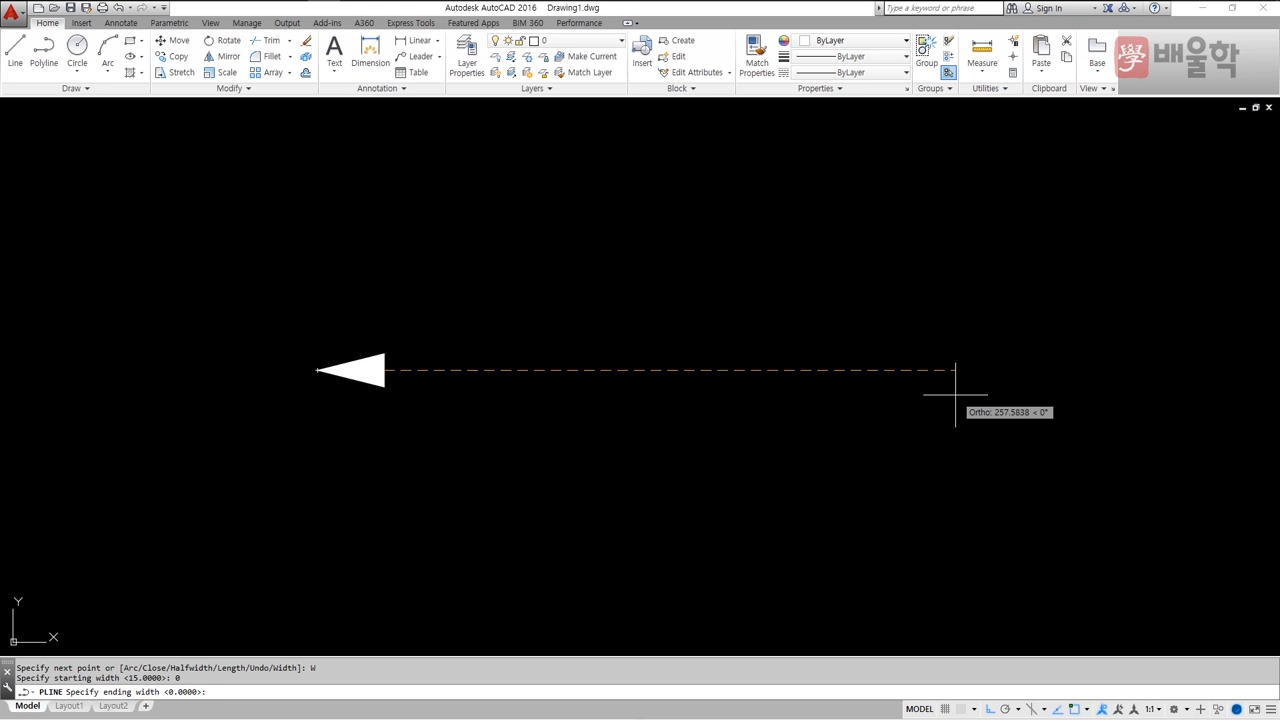 Autodesk AutoCAD 2016 Drawing1.dwg
Type a keyword or phrase
Sign In
Home Insert Annotate Parametric View Manage Output Add-ins A360 Express Tools Featured Apps BIM 360 Performance
Line
Polyline
Circle
Arc
Draw
Move
Copy
Stretch
Rotate
Mirror
Scale
Trim
Fillet
Array
Modify
Text
Dimension
Linear
Leader
Table
Annotation
Layer
Properties
0
Make Current
Match Layer
Layers
Insert
Create
Edit
Edit Attributes
Block
Match
Properties
ByLayer
ByLayer
ByLayer
Properties
Group
Groups
Measure
Utilities
Paste
Clipboard
Base
View
學 배울학
Ortho: 257.5838 < 0°
Y
X
Specify next point or [Arc/Close/Halfwidth/Length/Undo/Width]: W
Specify starting width <15.0000>: 0
PLINE Specify ending width <0.0000>:
Model Layout1 Layout2 +
MODEL
1:1